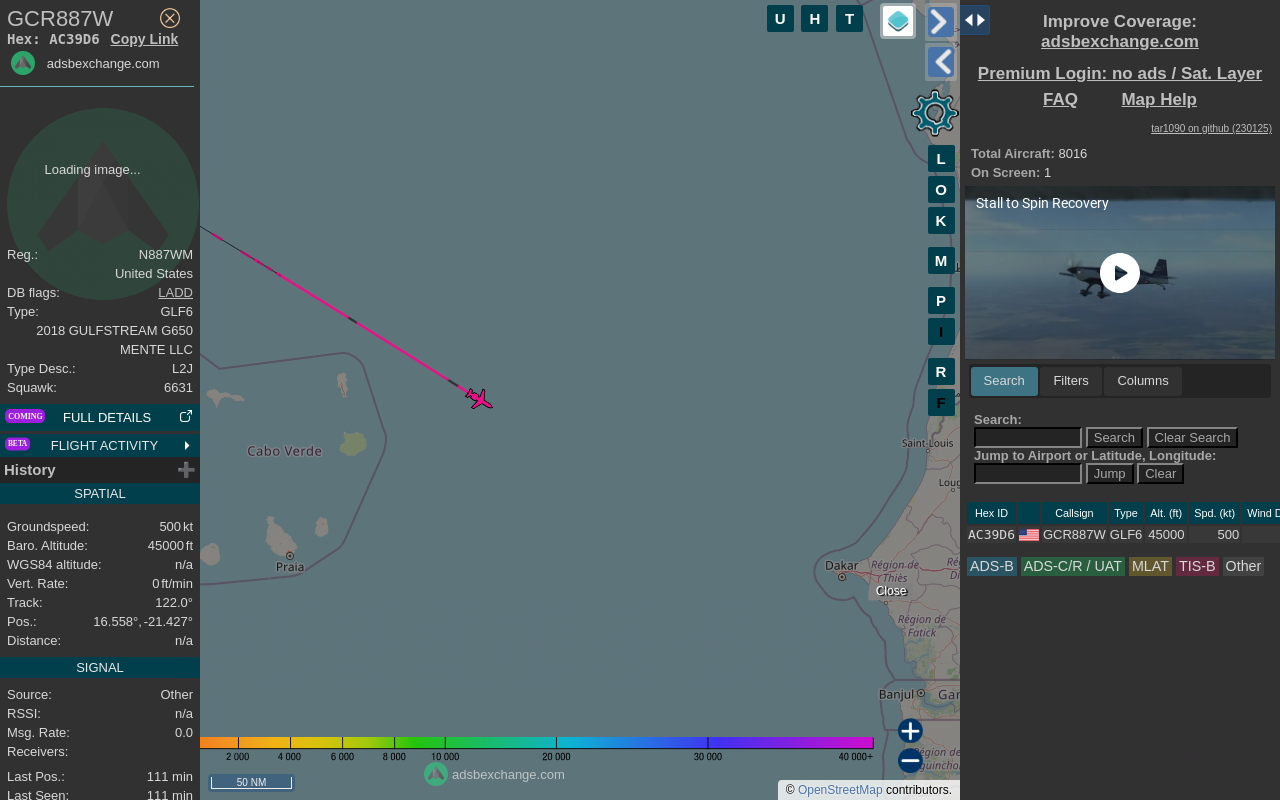 GCR887W
Hex: AC39D6 Copy Link
adsbexchange.com
Loading image...
Reg.: N887WM
United States
DB flags: LADD
Type: GLF6
2018 GULFSTREAM G650
MENTE LLC
Type Desc.: L2J
Squawk: 6631
COMING FULL DETAILS
BETA FLIGHT ACTIVITY
History
SPATIAL
Groundspeed: 500 kt
Baro. Altitude: 45000 ft
WGS84 altitude: n/a
Vert. Rate: 0 ft/min
Track: 122.0°
Pos.: 16.558°, -21.427°
Distance: n/a
SIGNAL
Source: Other
RSSI: n/a
Msg. Rate: 0.0
Receivers:
Last Pos.: 111 min
Last Seen: 111 min
U H T
L
O
K
M
P
I
R
F
Cabo Verde
Praia
Saint-Louis
Dakar
Région de
Thiès
Close
Région de
Fatick
Banjul
2 000 4 000 6 000 8 000 10 000 20 000 30 000 40 000+
50 NM
adsbexchange.com
© OpenStreetMap contributors.
Improve Coverage:
adsbexchange.com
Premium Login: no ads / Sat. Layer
FAQ Map Help
tar1090 on github (230125)
Total Aircraft: 8016
On Screen: 1
Stall to Spin Recovery
Search Filters Columns
Search:
Search Clear Search
Jump to Airport or Latitude, Longitude:
Jump Clear
Hex ID Callsign Type Alt. (ft) Spd. (kt) Wind D
AC39D6 GCR887W GLF6 45000 500
ADS-B ADS-C/R / UAT MLAT TIS-B Other